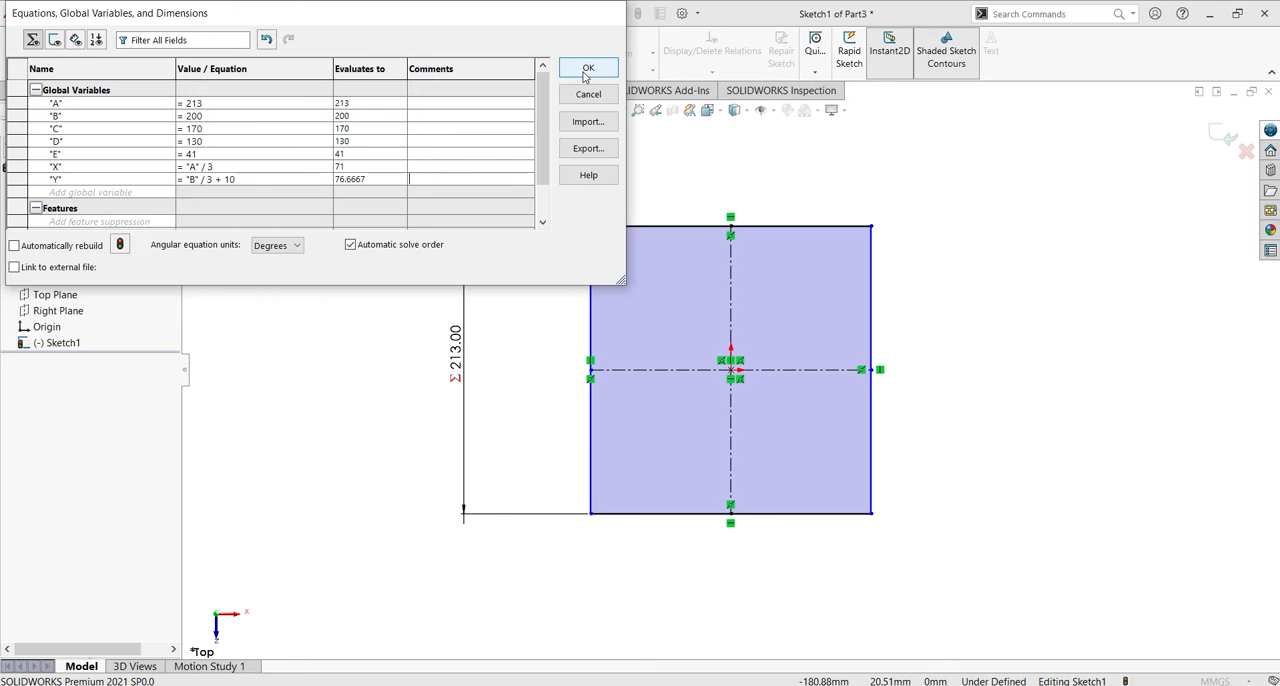 Equations, Global Variables, and Dimensions
Sketch1 of Part3 *
Search Commands
Filter All Fields
Display/Delete Relations
Repair Sketch
Qui...
Rapid Sketch
Instant2D
Shaded Sketch Contours
Text
Name Value / Equation Evaluates to Comments
OK
Global Variables
"A" = 213 213
"B" = 200 200
"C" = 170 170
"D" = 130 130
"E" = 41 41
"X" = "A" / 3 71
"Y" = "B" / 3 + 10 76.6667
Add global variable
Features
Add feature suppression
Cancel
Import...
Export...
Help
LIDWORKS Add-Ins SOLIDWORKS Inspection
Automatically rebuild Angular equation units: Degrees Automatic solve order
Link to external file:
Top Plane
Right Plane
Origin
(-) Sketch1
Σ 213.00
X
*Top
Model 3D Views Motion Study 1
SOLIDWORKS Premium 2021 SP0.0 -180.88mm 20.51mm 0mm Under Defined Editing Sketch1 MMGS